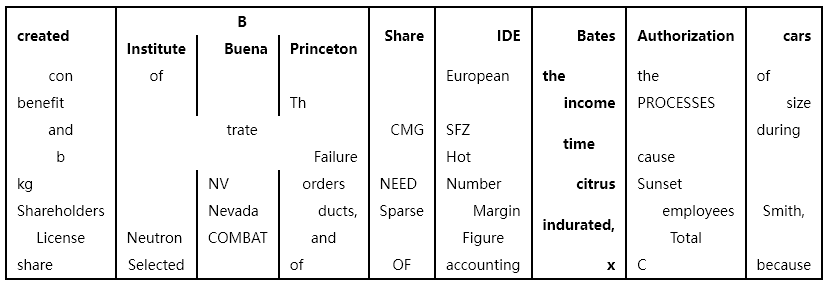 B
created Share IDE Bates Authorization cars
Institute Buena Princeton
con of European the the of
benefit Th income PROCESSES size
and trate CMG SFZ during
time
b Failure Hot cause
kg NV orders NEED Number citrus Sunset
Shareholders Nevada ducts, Sparse Margin employees Smith,
indurated,
License Neutron COMBAT and Figure Total
share Selected of OF accounting x C because